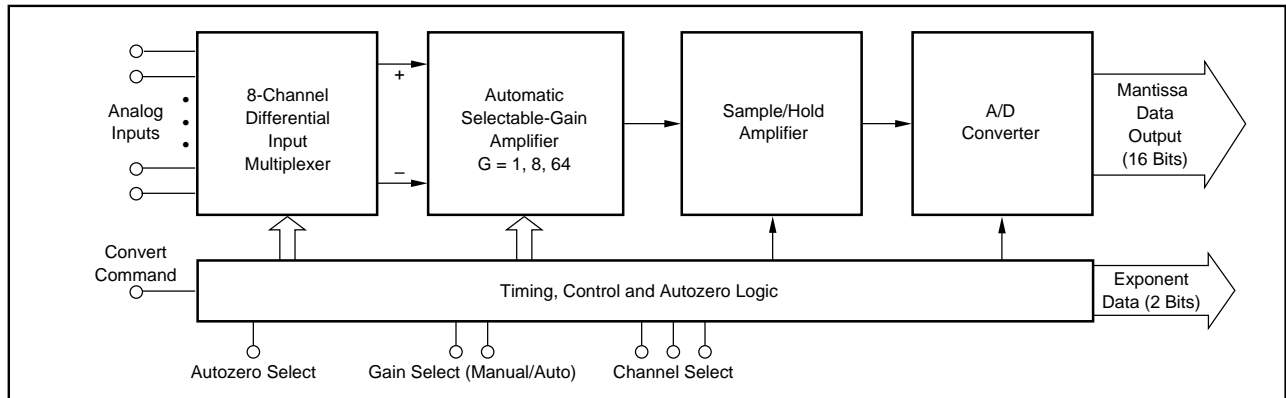 Analog
Inputs
8-Channel
Differential
Input
Multiplexer
+
–
Automatic
Selectable-Gain
Amplifier
G = 1, 8, 64
Sample/Hold
Amplifier
A/D
Converter
Mantissa
Data
Output
(16 Bits)
Convert
Command
Timing, Control and Autozero Logic
Exponent
Data (2 Bits)
Autozero Select
Gain Select (Manual/Auto)
Channel Select